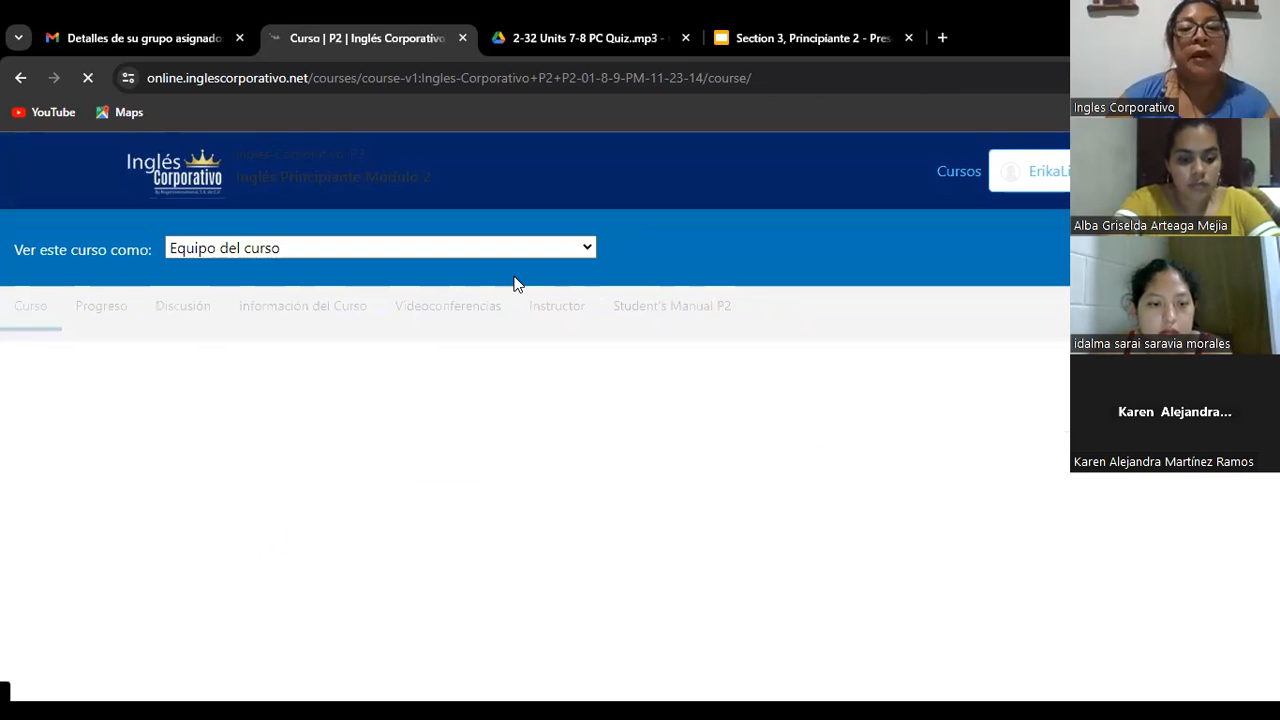 Detalles de su grupo asignado
Curso | P2 | Inglés Corporativo
2-32 Units 7-8 PC Quiz..mp3 -
Section 3, Principiante 2 - Pres
online.inglescorporativo.net/courses/course-v1:Ingles-Corporativo+P2+P2-01-8-9-PM-11-23-14/course/
YouTube
Maps
Inglés
Corporativo
Inglés Principiante Módulo 2
Cursos
ErikaLi
Ver este curso como:
Equipo del curso
Curso
Progreso
Discusión
Información del Curso
Videoconferencias
Instructor
Student's Manual P2
Ingles Corporativo
Alba Griselda Arteaga Mejia
idalma sarai saravia morales
Karen Alejandra...
Karen Alejandra Martínez Ramos